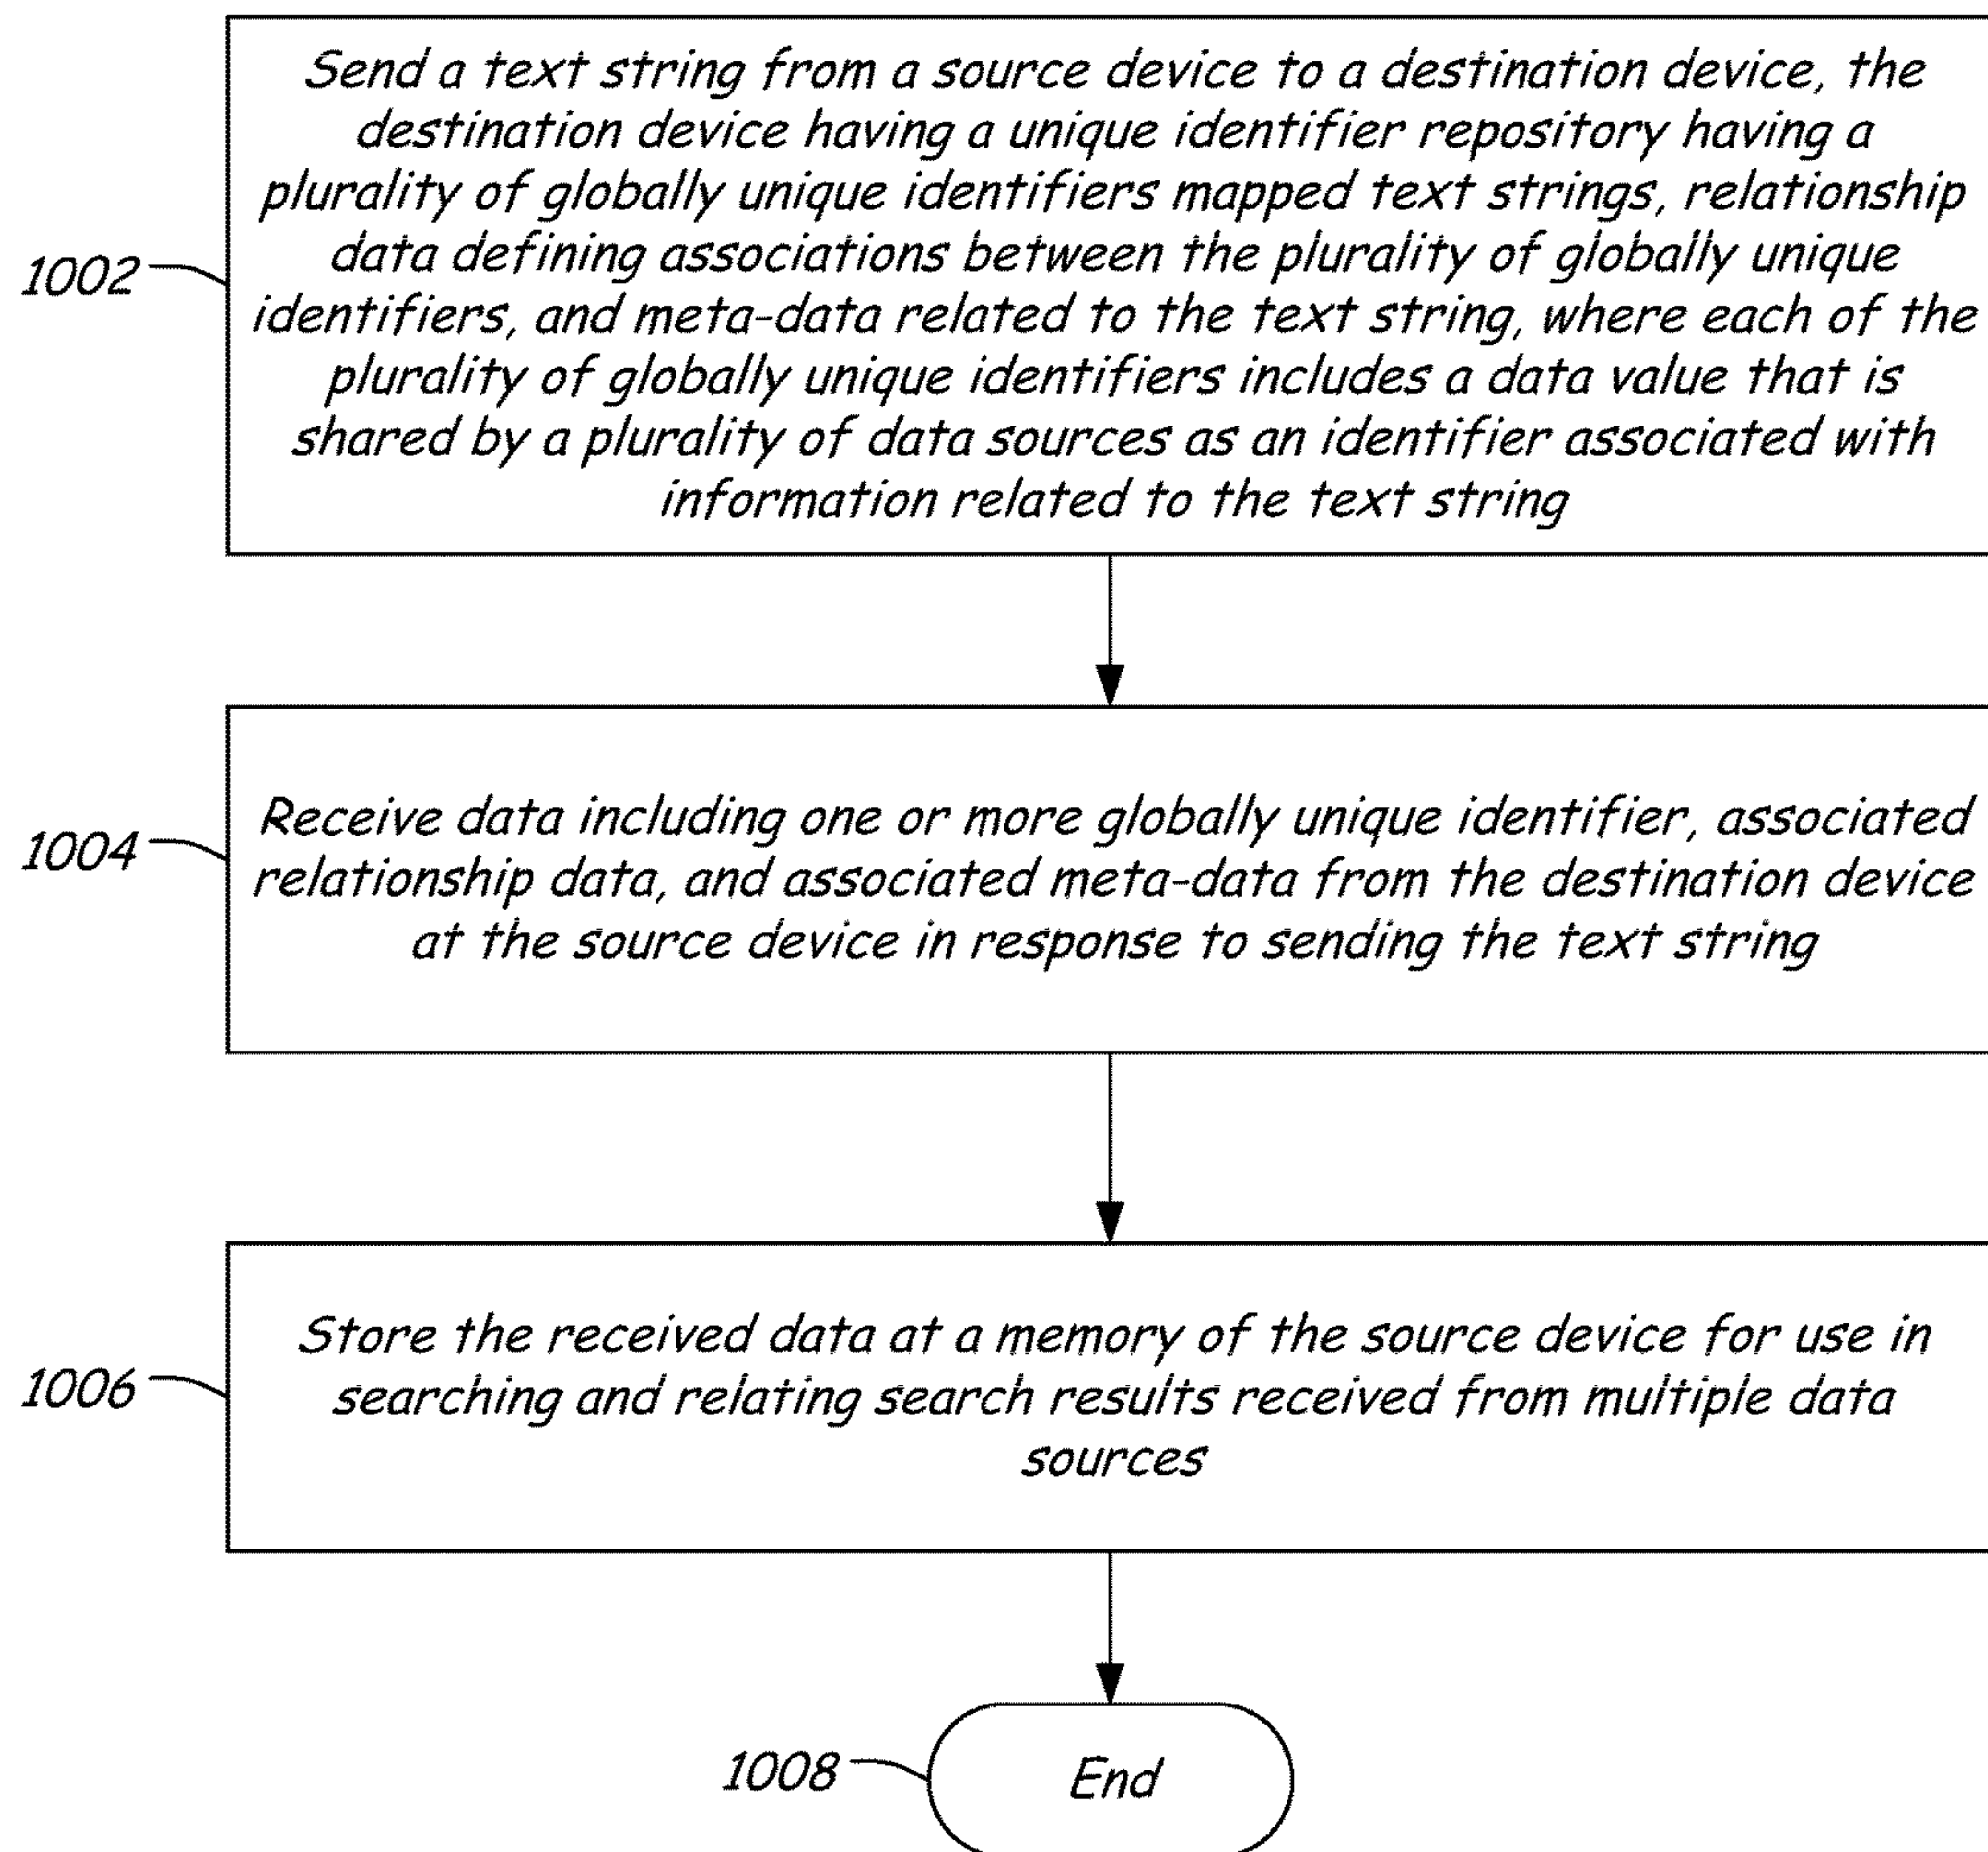 Send a text string from a source device to a destination device, the
destination device having a unique identifier repository having a
plurality of globally unique identifiers mapped text strings, relationship
data defining associations between the plurality of globally unique
identifiers, and meta-data related to the text string, where each of the
plurality of globally unique identifiers includes a data value that is
shared by a plurality of data sources as an identifier associated with
information related to the text string
1002
Receive data including one or more globally unique identifier, associated
relationship data, and associated meta-data from the destination device
at the source device in response to sending the text string
1004
Store the received data at a memory of the source device for use in
searching and relating search results received from multiple data
sources
1006
End
1008